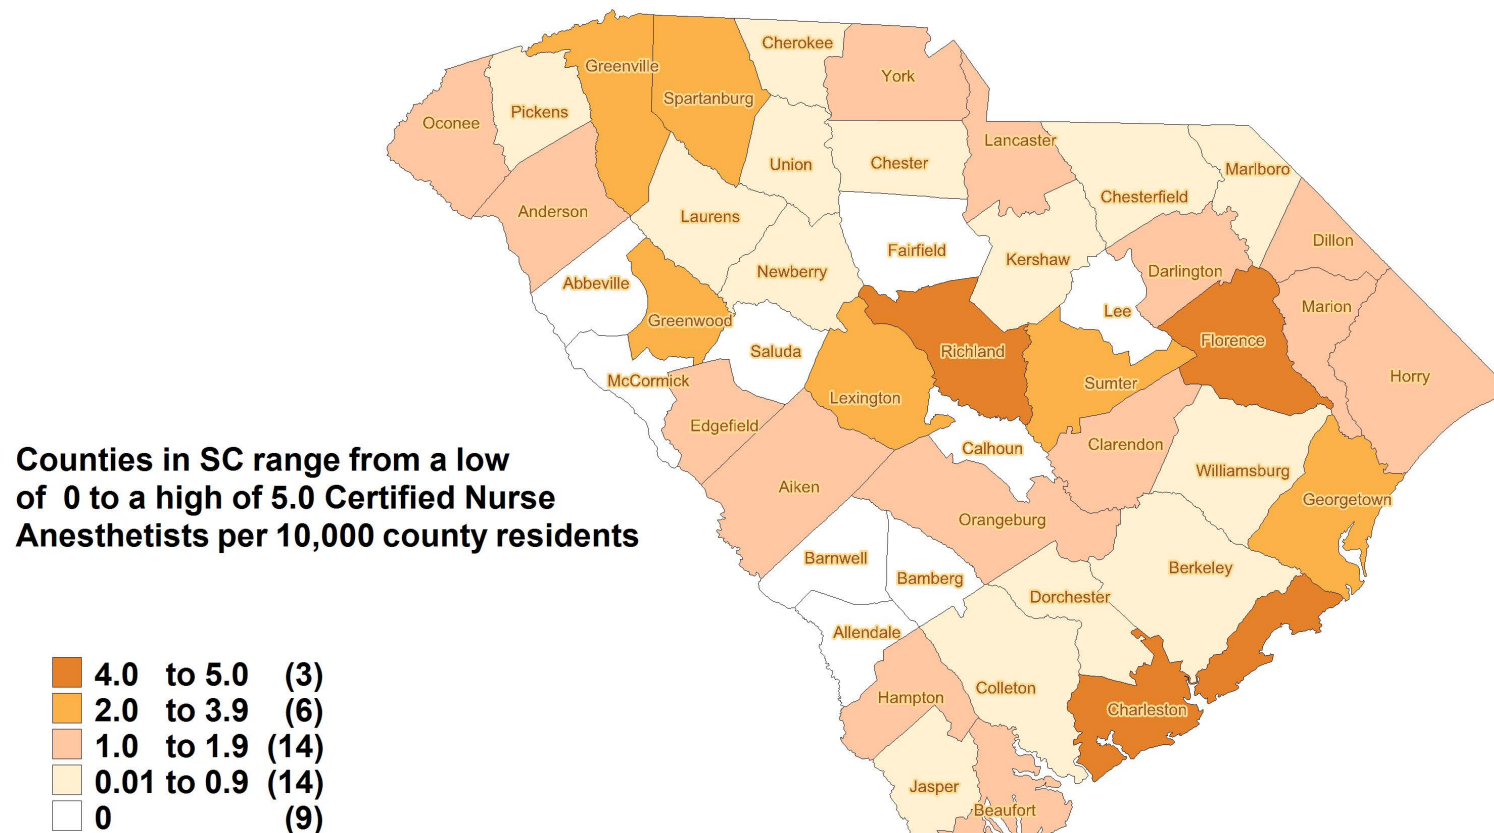 Cherokee
Greenville
York
Spartanburg
Pickens
Oconee
Lancaster
Union
Chester
Marlboro
Chesterfield
Anderson
Laurens
Dillon
Fairfield
Kershaw
Newberry
Darlington
Abbeville
Lee
Marion
Greenwood
Florence
Saluda
Richland
McCormick
Sumter
Horry
Lexington
Edgefield
Clarendon
Calhoun
Williamsburg
Aiken
Georgetown
Orangeburg
Counties in SC range from a low
of 0 to a high of 5.0 Certified Nurse
Anesthetists per 10,000 county residents
Barnwell
Berkeley
Bamberg
Dorchester
Allendale
Colleton
Hampton
Charleston
Jasper
Beaufort
4.0 to 5.0 (3)
2.0 to 3.9 (6)
1.0 to 1.9 (14)
0.01 to 0.9 (14)
0 (9)